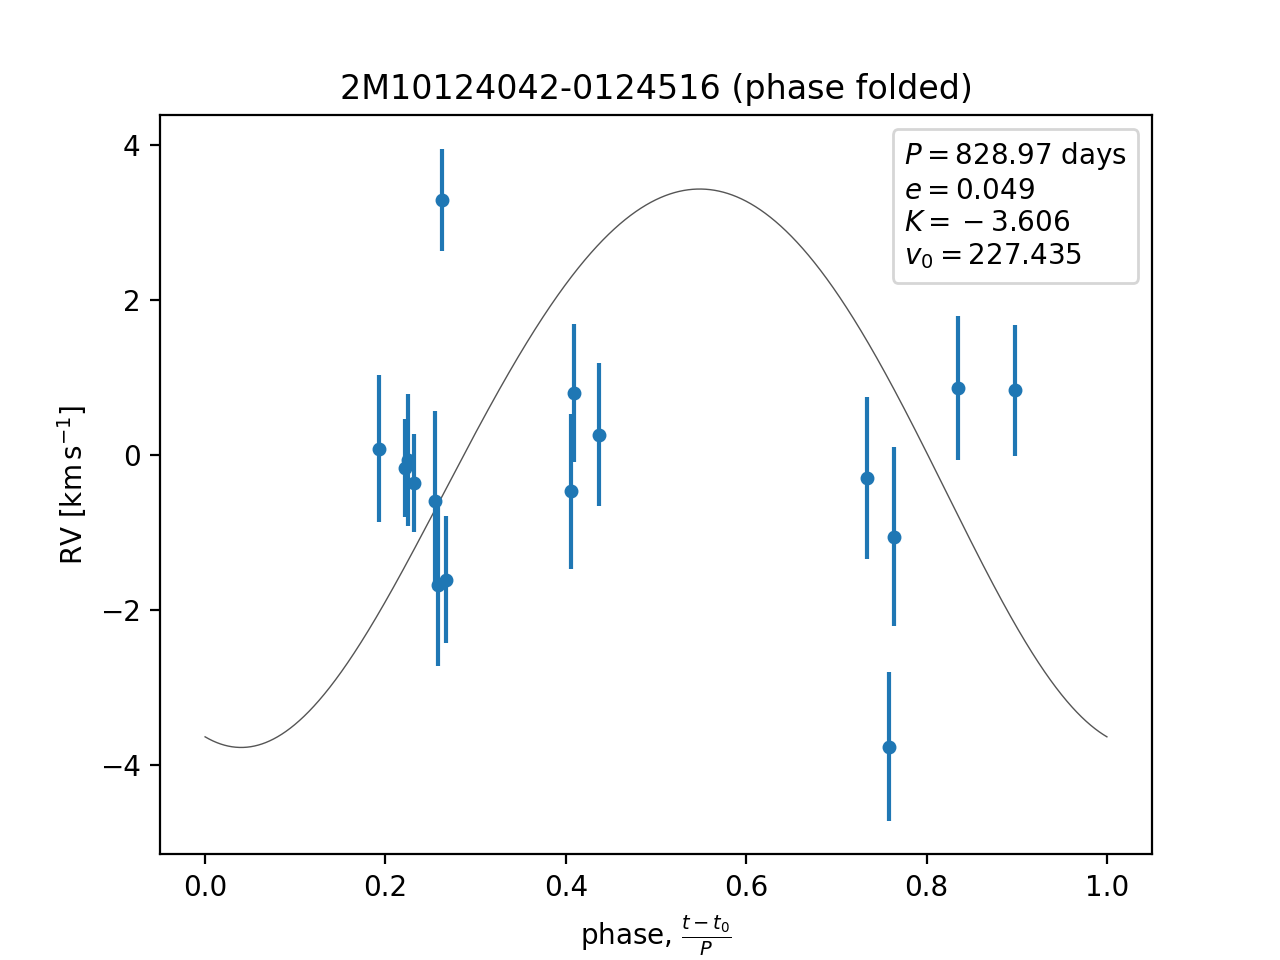 2M10124042-0124516 (phase folded)
P = 828.97 days
e = 0.049
K = −3.606
v₀ = 227.435
RV [km s⁻¹]
4
2
0
−2
−4
0.0 0.2 0.4 0.6 0.8 1.0
phase, (t − t₀)/P